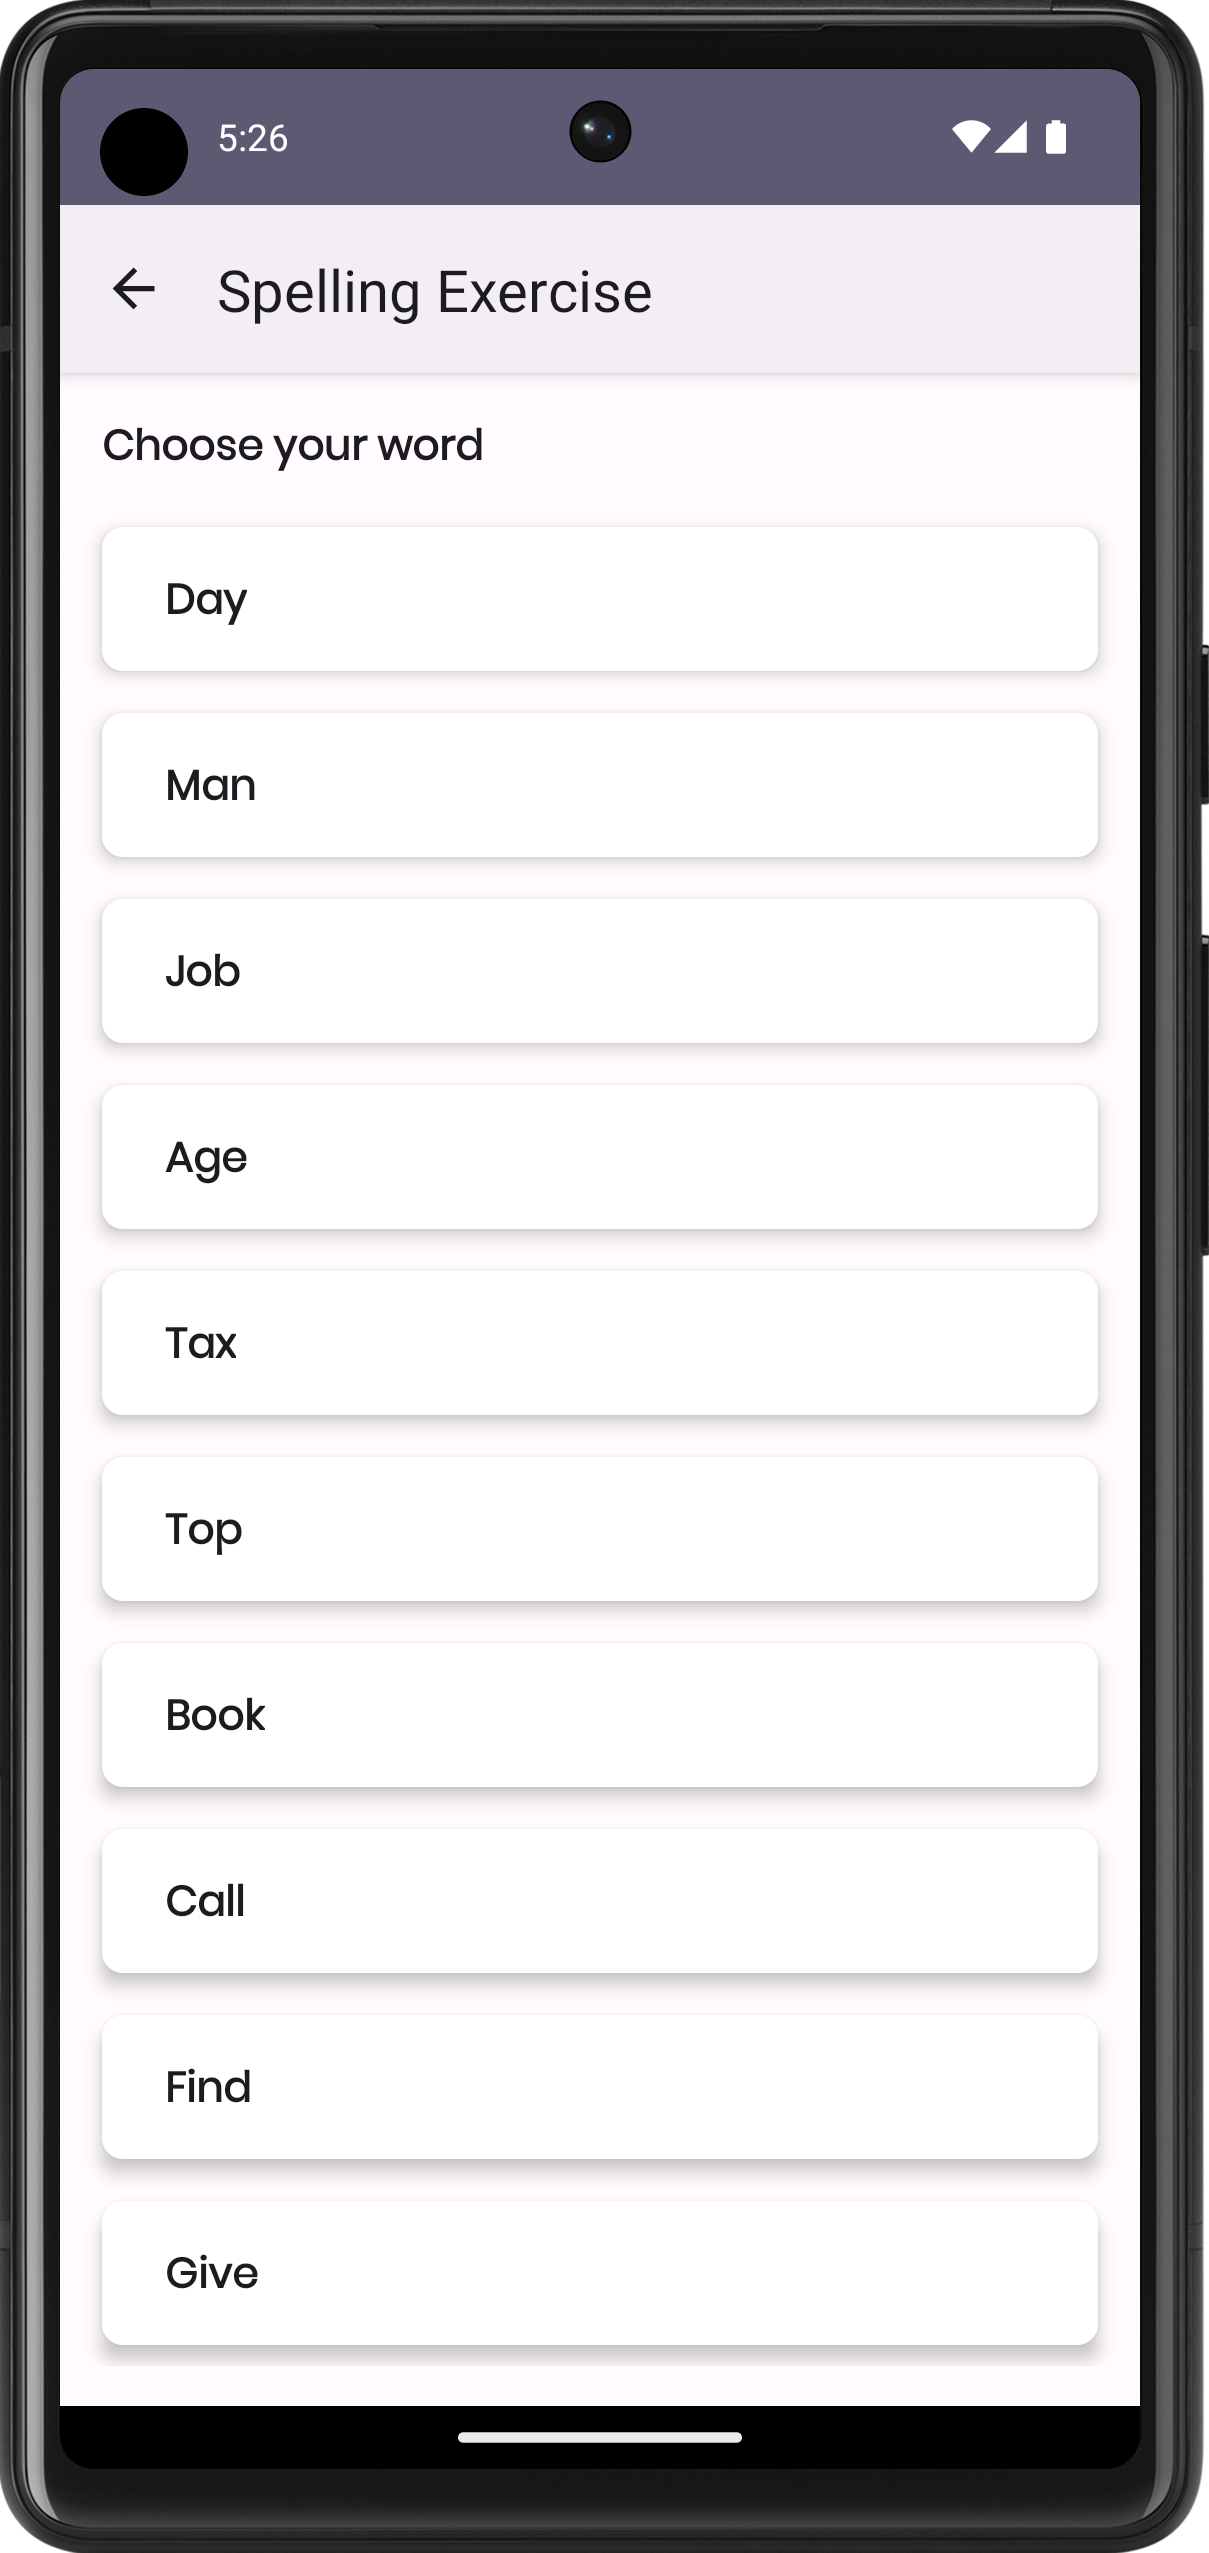 5:26
Spelling Exercise
Choose your word
Day
Man
Job
Age
Tax
Top
Book
Call
Find
Give